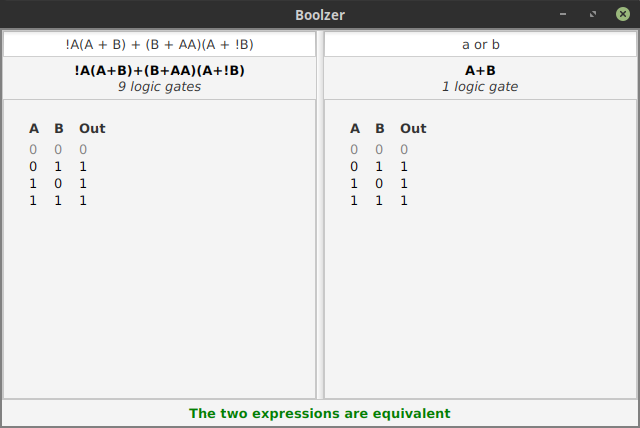 Boolzer
!A(A + B) + (B + AA)(A + !B)
!A(A+B)+(B+AA)(A+!B)
9 logic gates
A B Out
0 0 0
0 1 1
1 0 1
1 1 1
a or b
A+B
1 logic gate
A B Out
0 0 0
0 1 1
1 0 1
1 1 1
The two expressions are equivalent